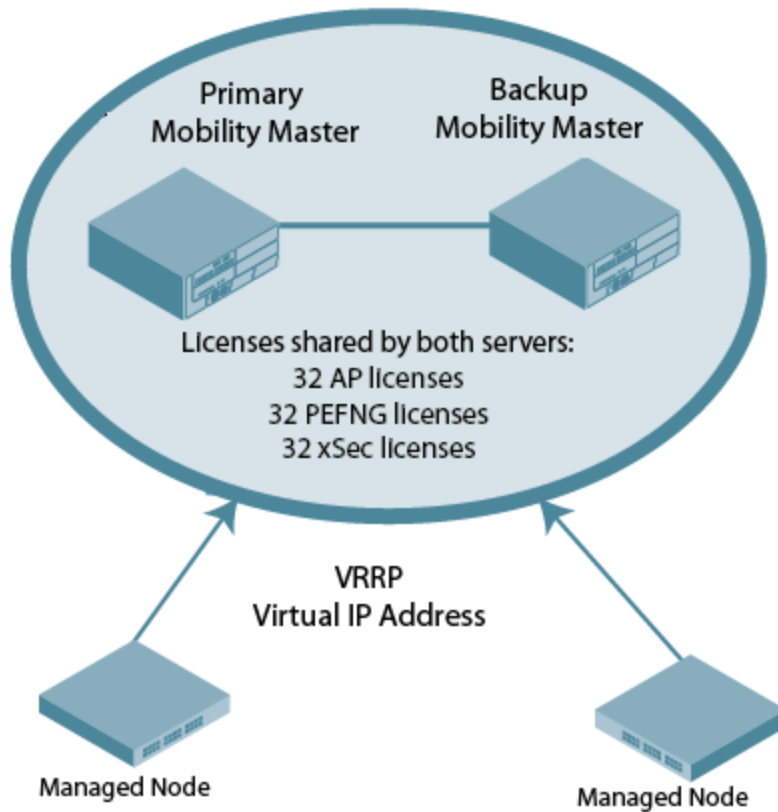 Primary
Mobility Master
Backup
Mobility Master
Licenses shared by both servers:
32 AP licenses
32 PEFNG licenses
32 xSec licenses
VRRP
Virtual IP Address
Managed Node
Managed Node